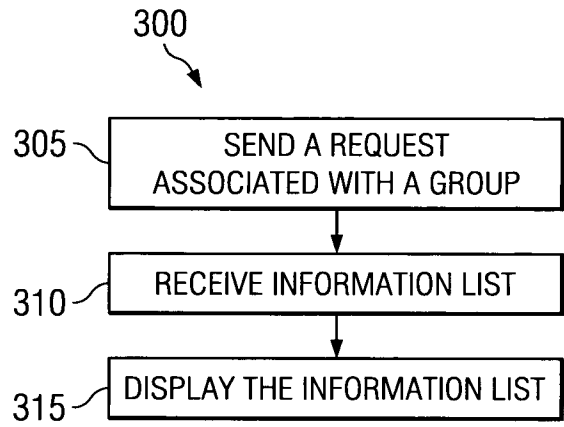 300
305
SEND A REQUEST
ASSOCIATED WITH A GROUP
310
RECEIVE INFORMATION LIST
315
DISPLAY THE INFORMATION LIST